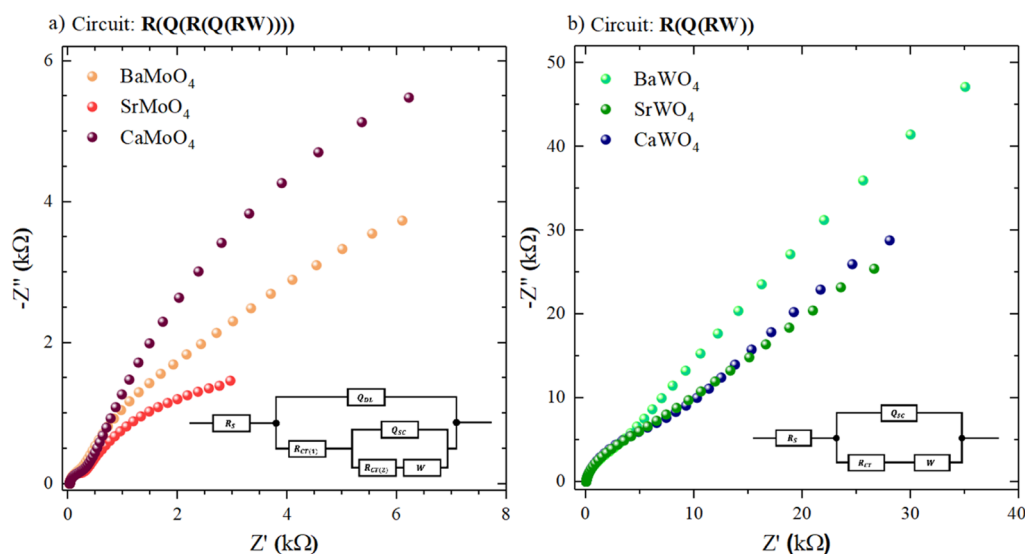 a) Circuit: R(Q(R(Q(RW))))
BaMoO4
SrMoO4
CaMoO4
-Z" (kΩ)
6
4
2
0
0 2 4 6 8
Z' (kΩ)
QDL
RS
QSC
RCT(1)
RCT(2) W
b) Circuit: R(Q(RW))
BaWO4
SrWO4
CaWO4
-Z" (kΩ)
50
40
30
20
10
0
0 10 20 30 40
Z' (kΩ)
QSC
RS
RCT W